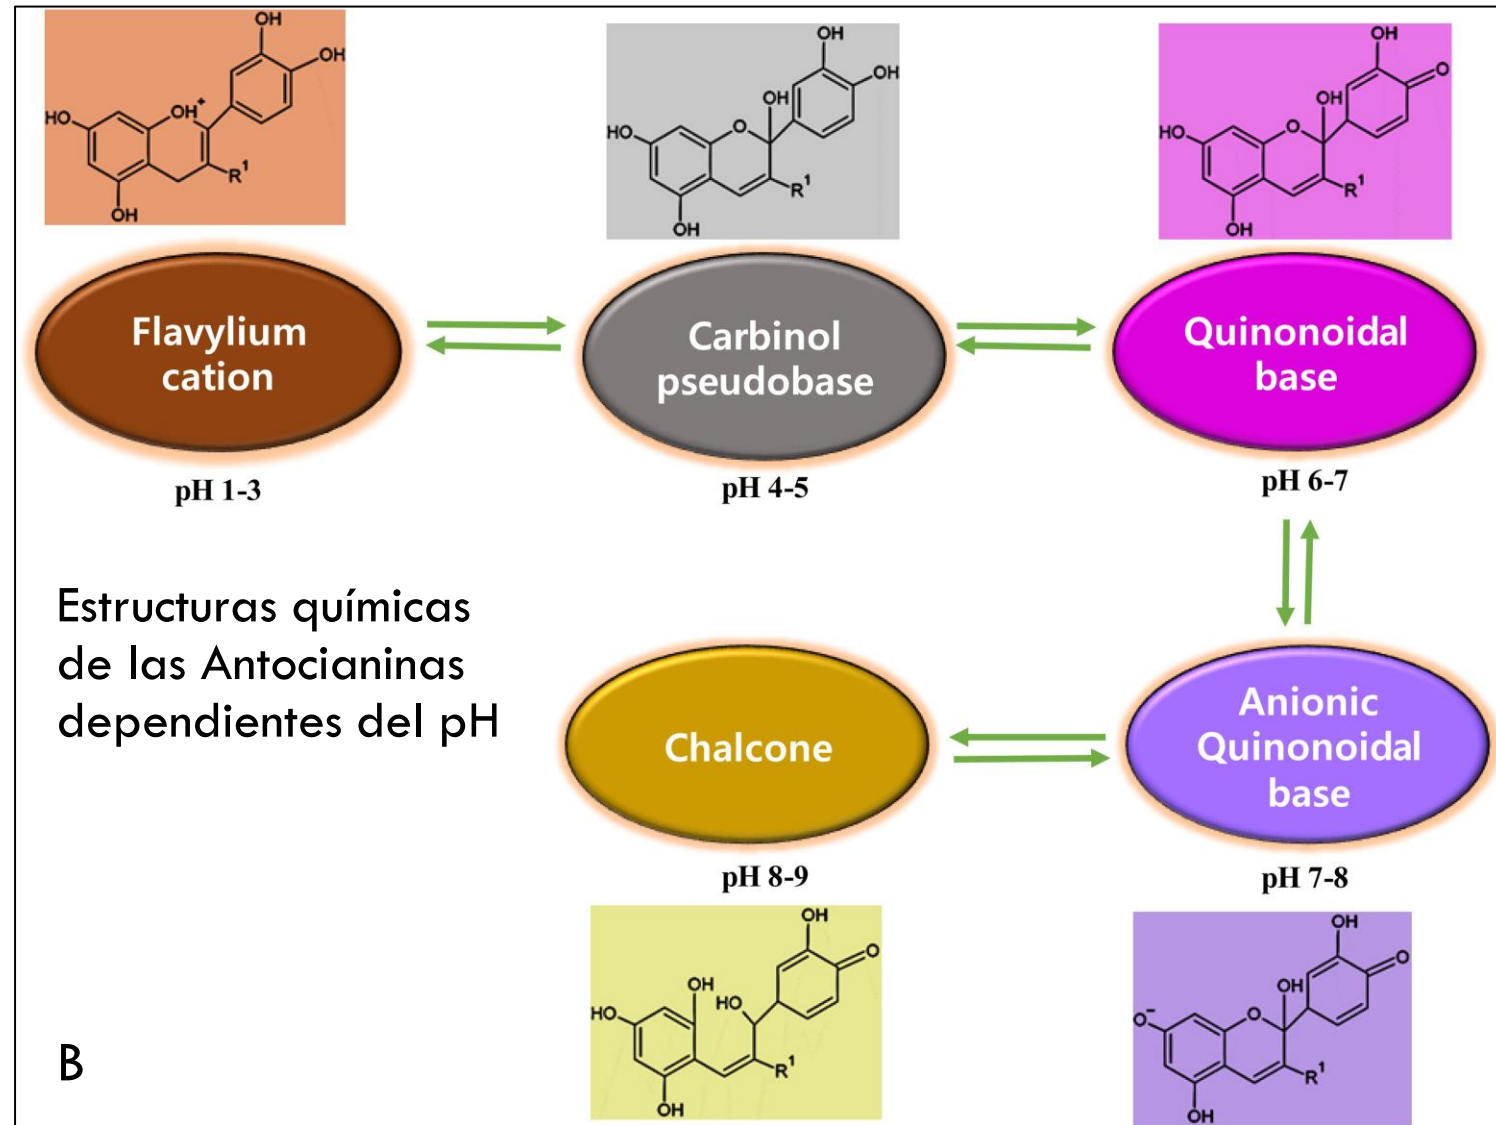 OH
OH
HO
OH+
R1
OH
OH
OH
OH
HO
O
R1
OH
OH
O
OH
HO
O
R1
OH
Flavylium
cation
Carbinol
pseudobase
Quinonoidal
base
pH 1-3
pH 4-5
pH 6-7
Estructuras químicas
de las Antocianinas
dependientes del pH
Chalcone
Anionic
Quinonoidal
base
pH 8-9
pH 7-8
OH
O
OH
HO
HO
R1
OH
OH
O
OH
O
O−
R1
OH
B